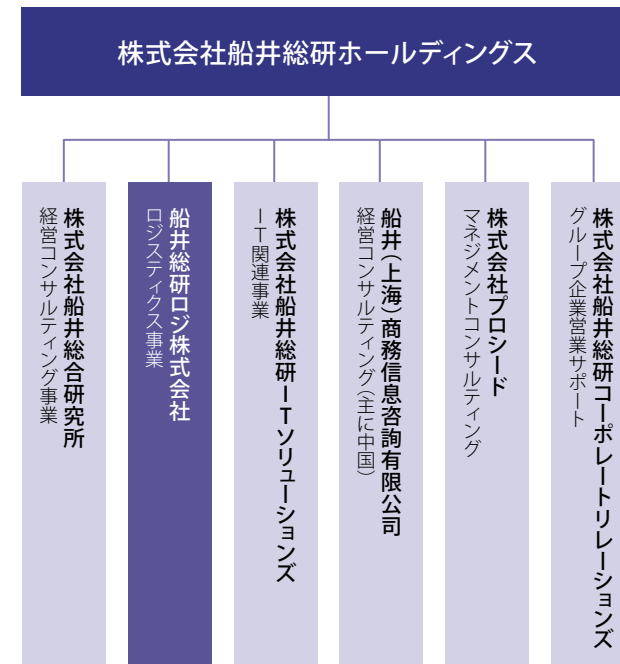 株式会社船井総研ホールディングス
株式会社船井総合研究所
経営コンサルティング事業
船井総研ロジ株式会社
ロジスティクス事業
株式会社船井総研ITソリューションズ
IT関連事業
船井(上海)商務信息咨詢有限公司
経営コンサルティング(主に中国)
株式会社プロシード
マネジメントコンサルティング
株式会社船井総研コーポレートリレーションズ
グループ企業営業サポート